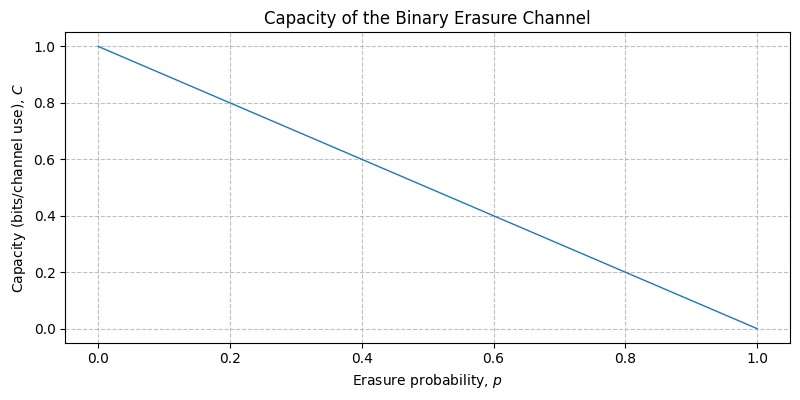 Capacity of the Binary Erasure Channel
Capacity (bits/channel use), C
1.0
0.8
0.6
0.4
0.2
0.0
0.0 0.2 0.4 0.6 0.8 1.0
Erasure probability, p